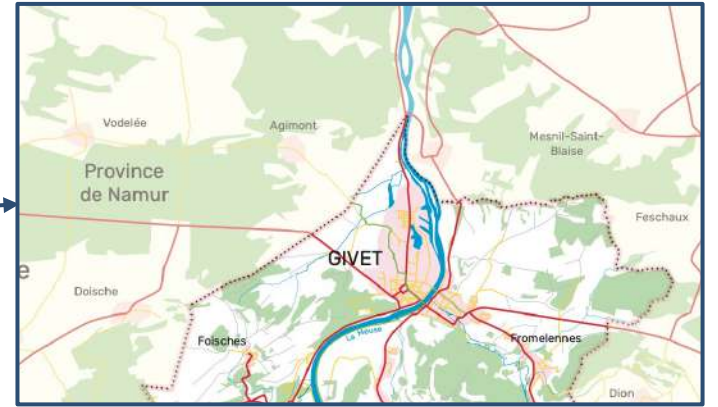 Vodelée
Agimont
Mesnil-Saint-
Blaise
Province
de Namur
Feschaux
GIVET
e
Doische
La Meuse
Foisches
Fromelennes
Dion